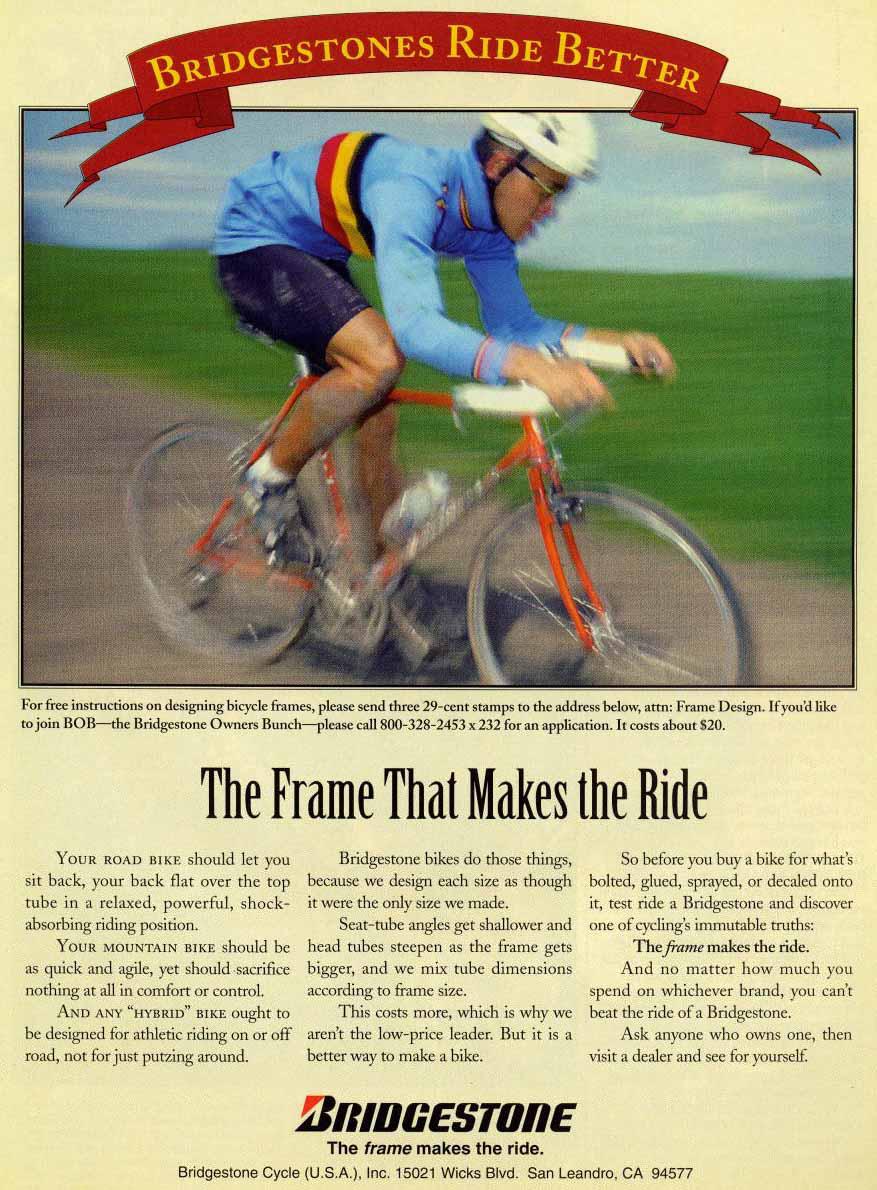 BRIDGESTONES RIDE BETTER
For free instructions on designing bicycle frames, please send three 29-cent stamps to the address below, attn: Frame Design. If you'd like
to join BOB—the Bridgestone Owners Bunch—please call 800-328-2453 x 232 for an application. It costs about $20.
The Frame That Makes the Ride
YOUR ROAD BIKE should let you
sit back, your back flat over the top
tube in a relaxed, powerful, shock-
absorbing riding position.
YOUR MOUNTAIN BIKE should be
as quick and agile, yet should sacrifice
nothing at all in comfort or control.
AND ANY “HYBRID” BIKE ought to
be designed for athletic riding on or off
road, not for just putzing around.
Bridgestone bikes do those things,
because we design each size as though
it were the only size we made.
Seat-tube angles get shallower and
head tubes steepen as the frame gets
bigger, and we mix tube dimensions
according to frame size.
This costs more, which is why we
aren't the low-price leader. But it is a
better way to make a bike.
So before you buy a bike for what's
bolted, glued, sprayed, or decaled onto
it, test ride a Bridgestone and discover
one of cycling's immutable truths:
The frame makes the ride.
And no matter how much you
spend on whichever brand, you can't
beat the ride of a Bridgestone.
Ask anyone who owns one, then
visit a dealer and see for yourself.
BRIDGESTONE
The frame makes the ride.
Bridgestone Cycle (U.S.A.), Inc. 15021 Wicks Blvd. San Leandro, CA 94577